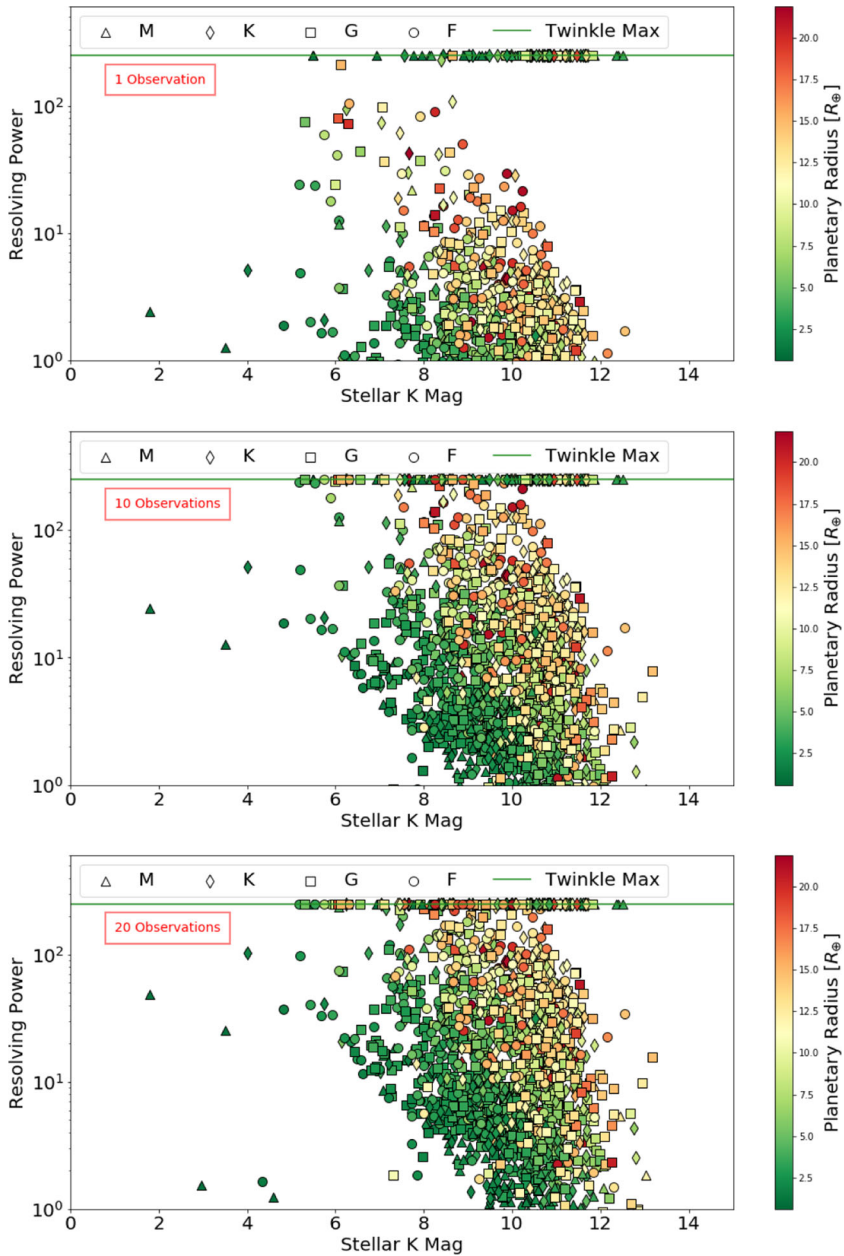 M K G F Twinkle Max
1 Observation
10²
10¹
10⁰
Resolving Power
0 2 4 6 8 10 12 14
Stellar K Mag
20.0
17.5
15.0
12.5
10.0
7.5
5.0
2.5
Planetary Radius [R⊕]
M K G F Twinkle Max
10 Observations
10²
10¹
10⁰
Resolving Power
0 2 4 6 8 10 12 14
Stellar K Mag
20.0
17.5
15.0
12.5
10.0
7.5
5.0
2.5
Planetary Radius [R⊕]
M K G F Twinkle Max
20 Observations
10²
10¹
10⁰
Resolving Power
0 2 4 6 8 10 12 14
Stellar K Mag
20.0
17.5
15.0
12.5
10.0
7.5
5.0
2.5
Planetary Radius [R⊕]